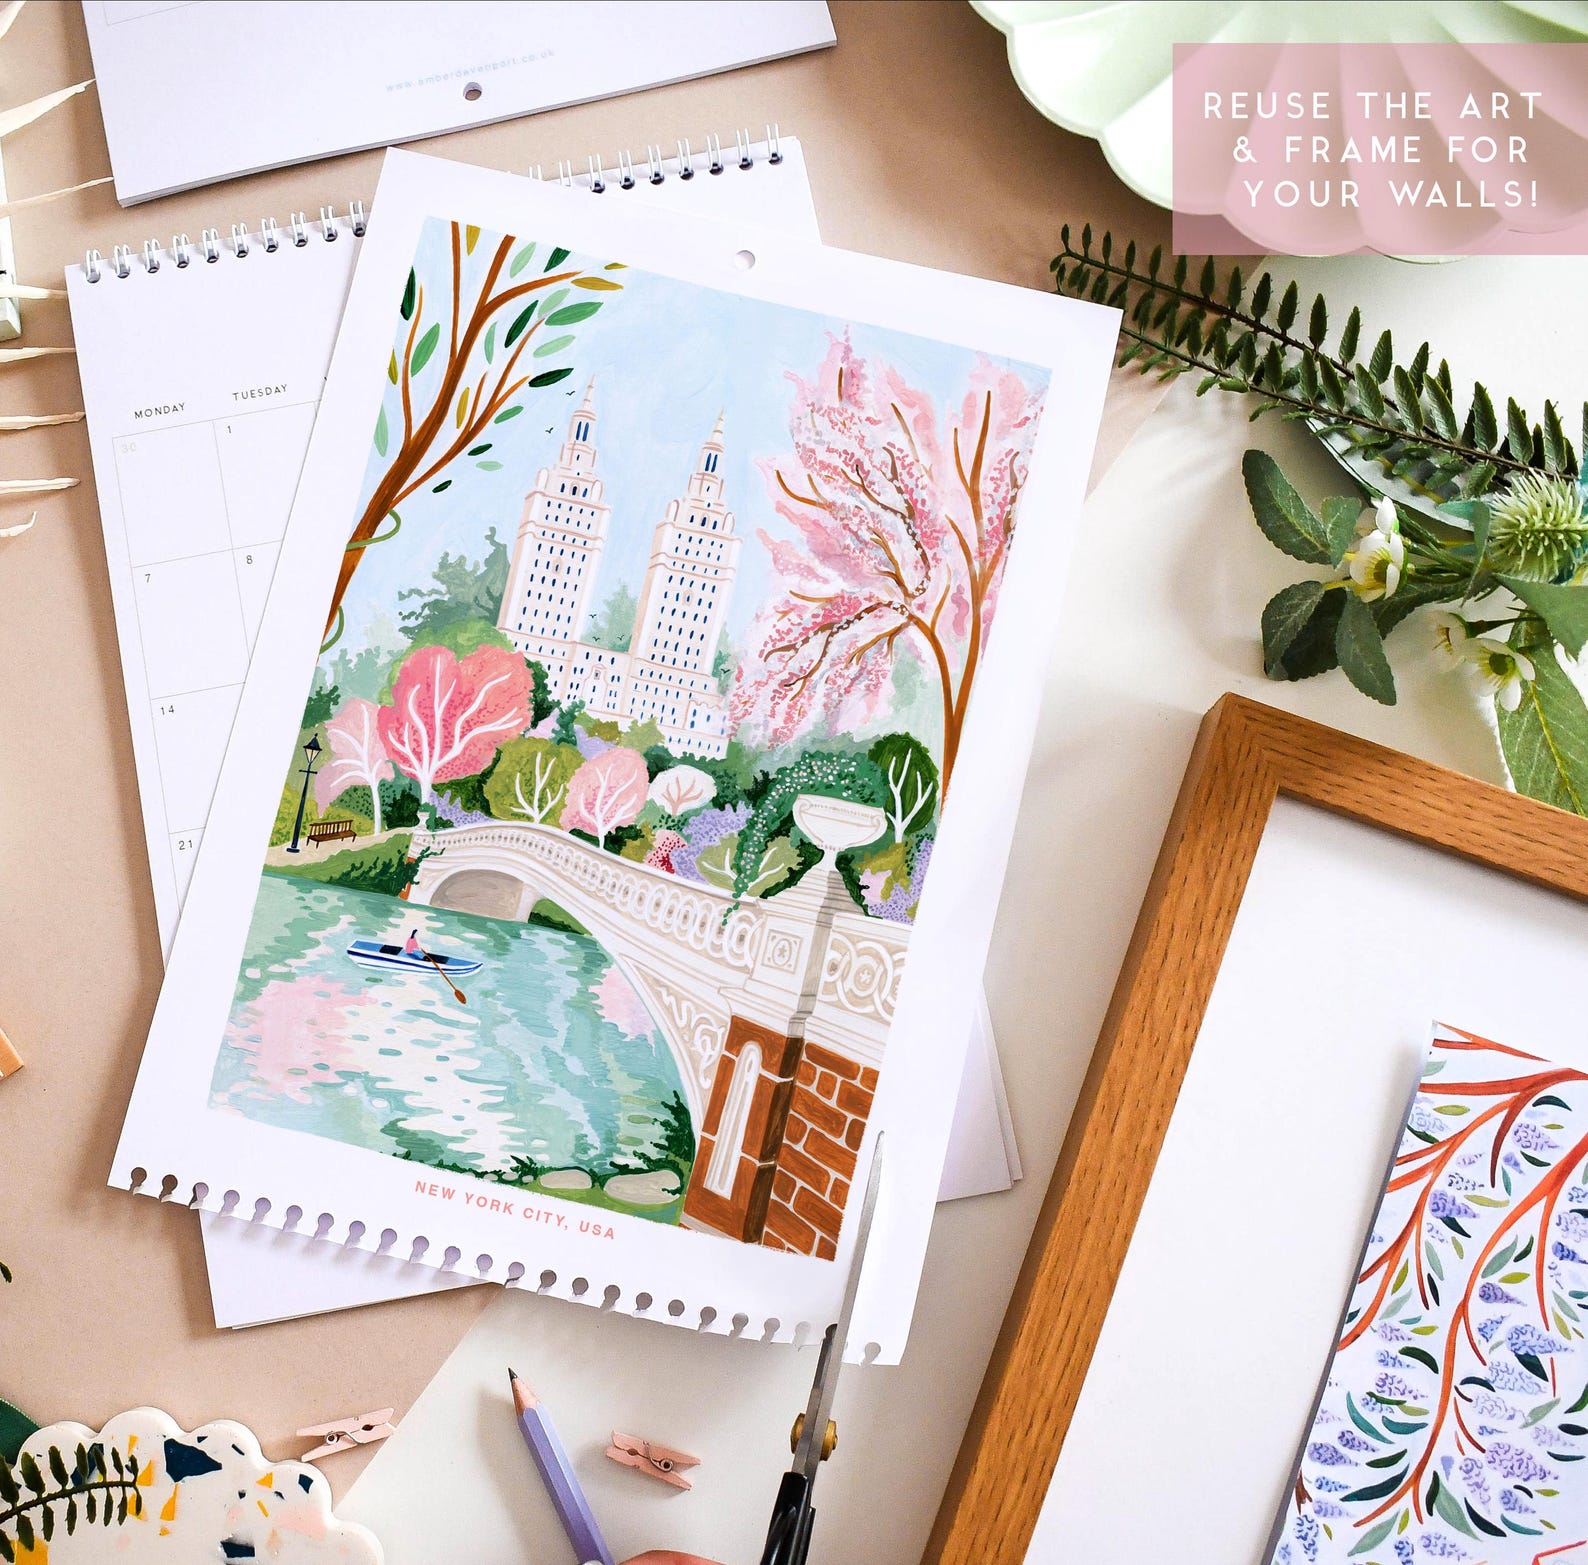 www.amberdavenport.co.uk
REUSE THE ART
& FRAME FOR
YOUR WALLS!
MONDAY
TUESDAY
30
1
7
8
14
21
NEW YORK CITY, USA